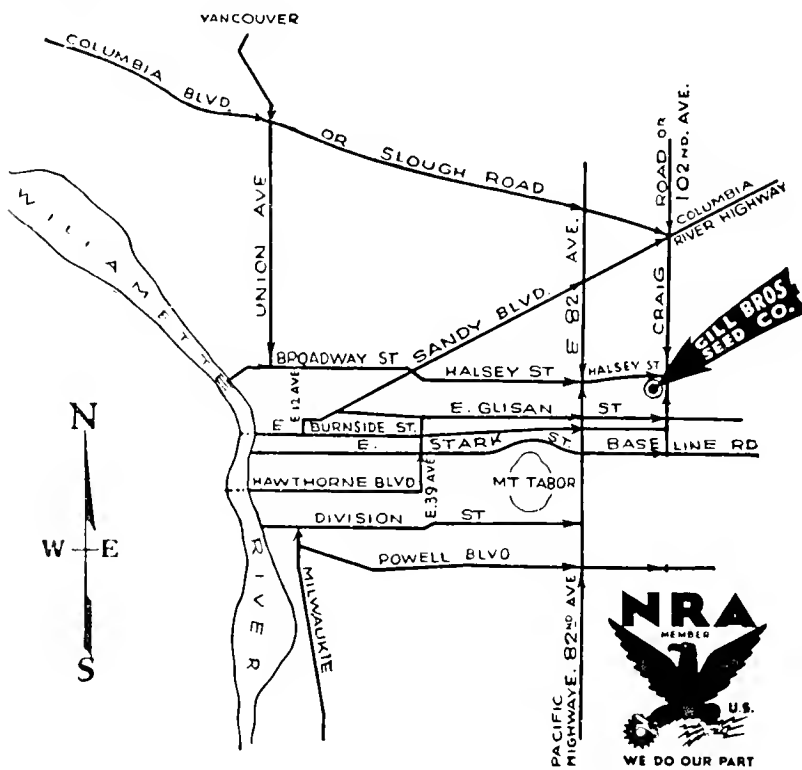 VANCOUVER
COLUMBIA BLVD.
OR SLOUGH ROAD
UNION AVE
WILLIAMETTE RIVER
SANDY BLVD.
E 82 AVE.
CRAIG ROAD OR
102ND. AVE.
COLUMBIA
RIVER HIGHWAY
GILL BROS
SEED CO.
BROADWAY ST
HALSEY ST
HALSEY ST
E 12 AVE
E. GLISAN ST
E BURNSIDE ST.
E. STARK ST.
BASE LINE RD
HAWTHORNE BLVD
E. 39 AVE
MT TABOR
DIVISION ST
POWELL BLVD
MILWAUKIE
PACIFIC
HIGHWAY E. 82ND AVE
N
W E
S
NRA
MEMBER
U.S.
WE DO OUR PART